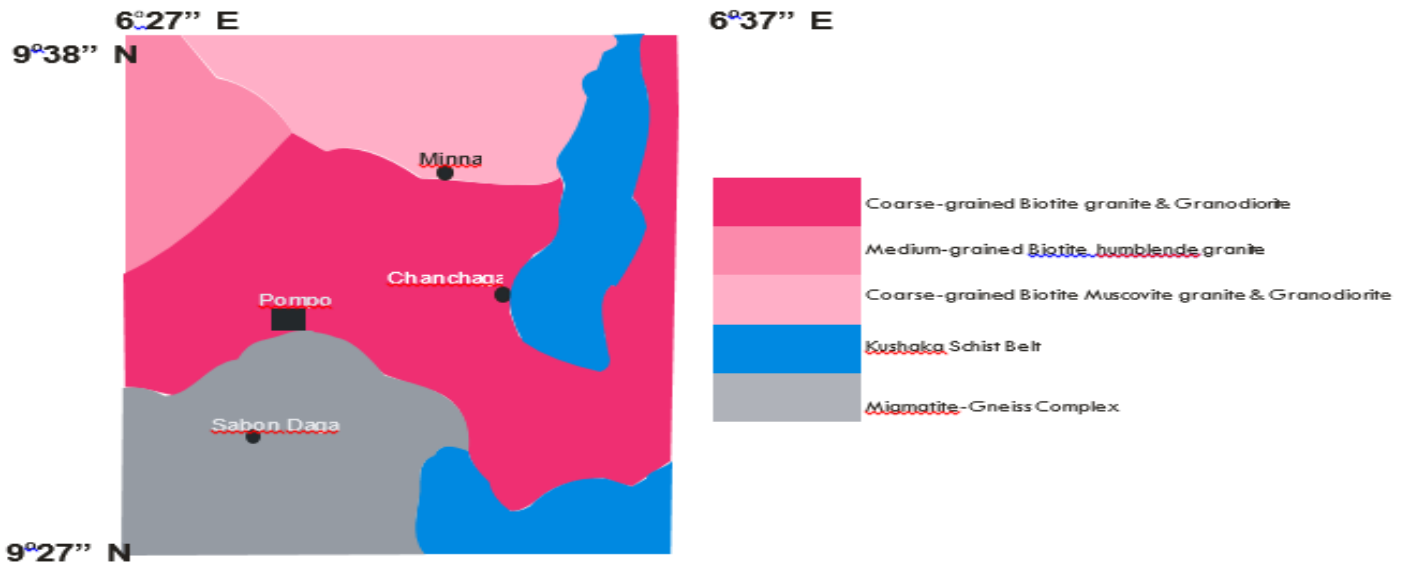 6°27” E
6°37” E
9°38” N
Minna
Chanchaga
Pompo
Sabon Daga
9°27” N
Coarse-grained Biotite granite & Granodiorite
Medium-grained Biotite humblende granite
Coarse-grained Biotite Muscovite granite & Granodiorite
Kushaka Schist Belt
Migmatite-Gneiss Complex